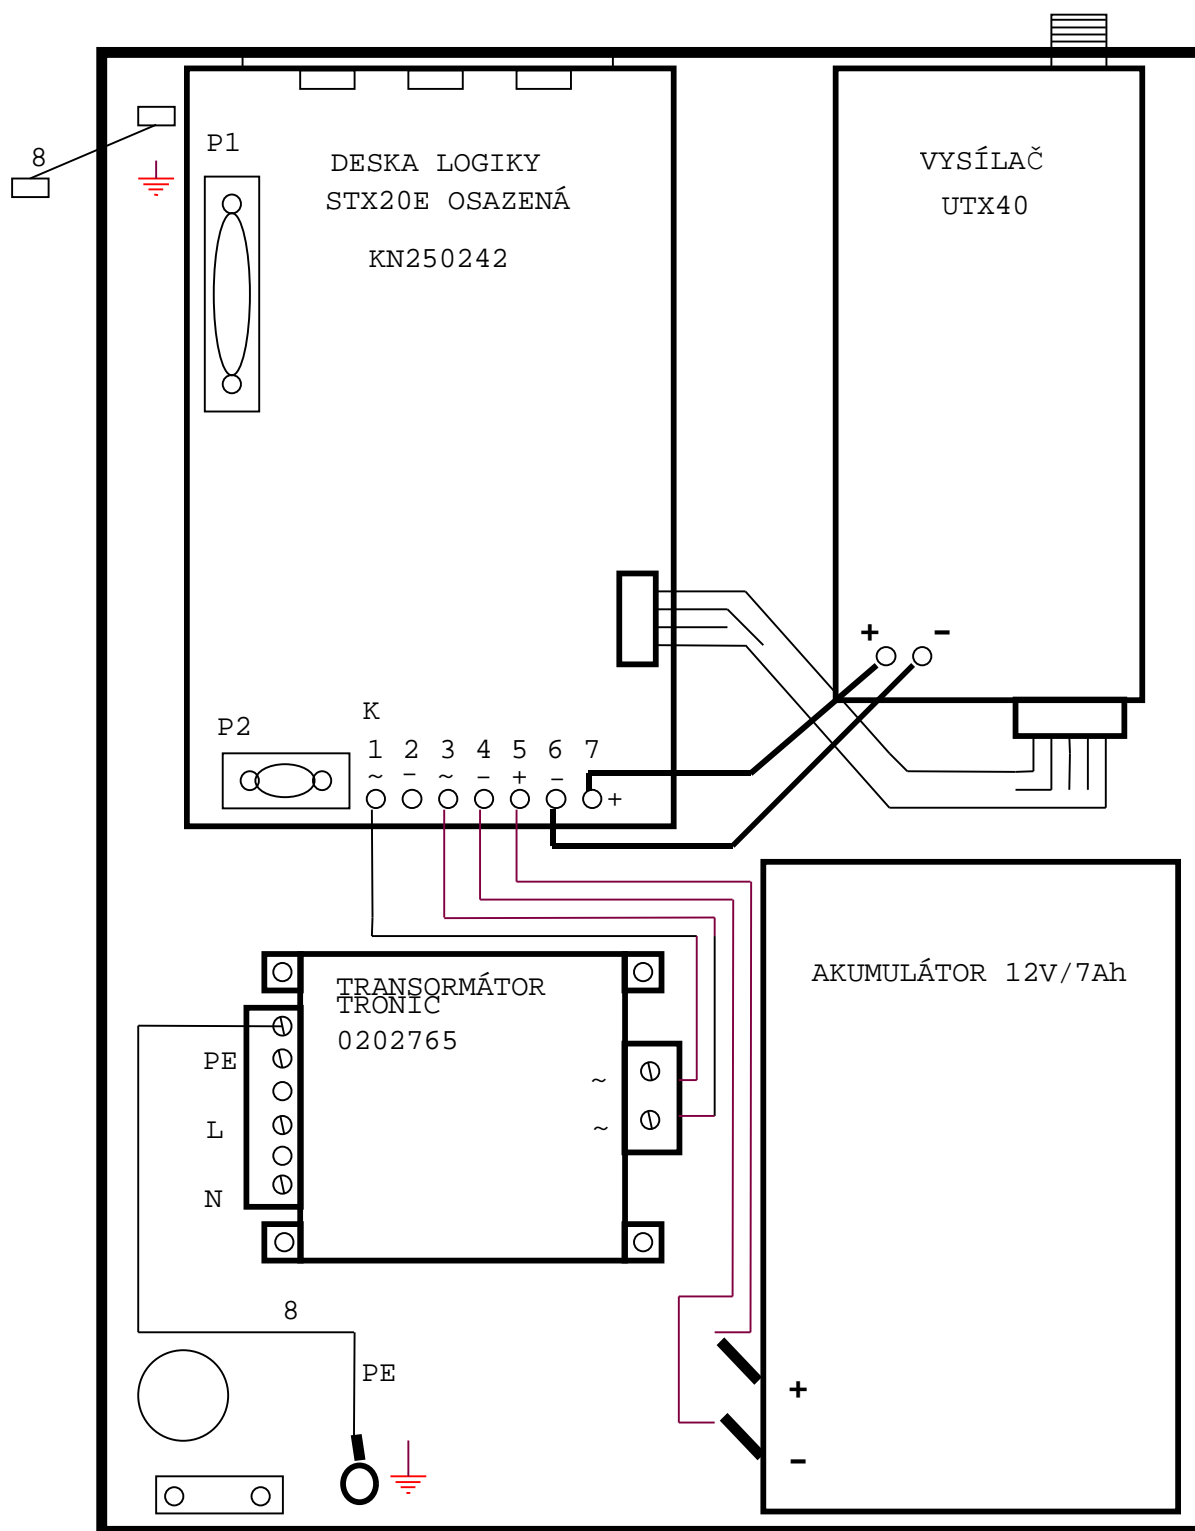 8
P1
DESKA LOGIKY
STX20E OSAZENÁ
KN250242
VYSÍLAČ
UTX40
+ -
P2
K
1 2 3 4 5 6 7
~ - ~ - + - +
TRANSORMÁTOR
TRONIC
0202765
PE
L
N
~
~
AKUMULÁTOR 12V/7Ah
8
PE
+
-